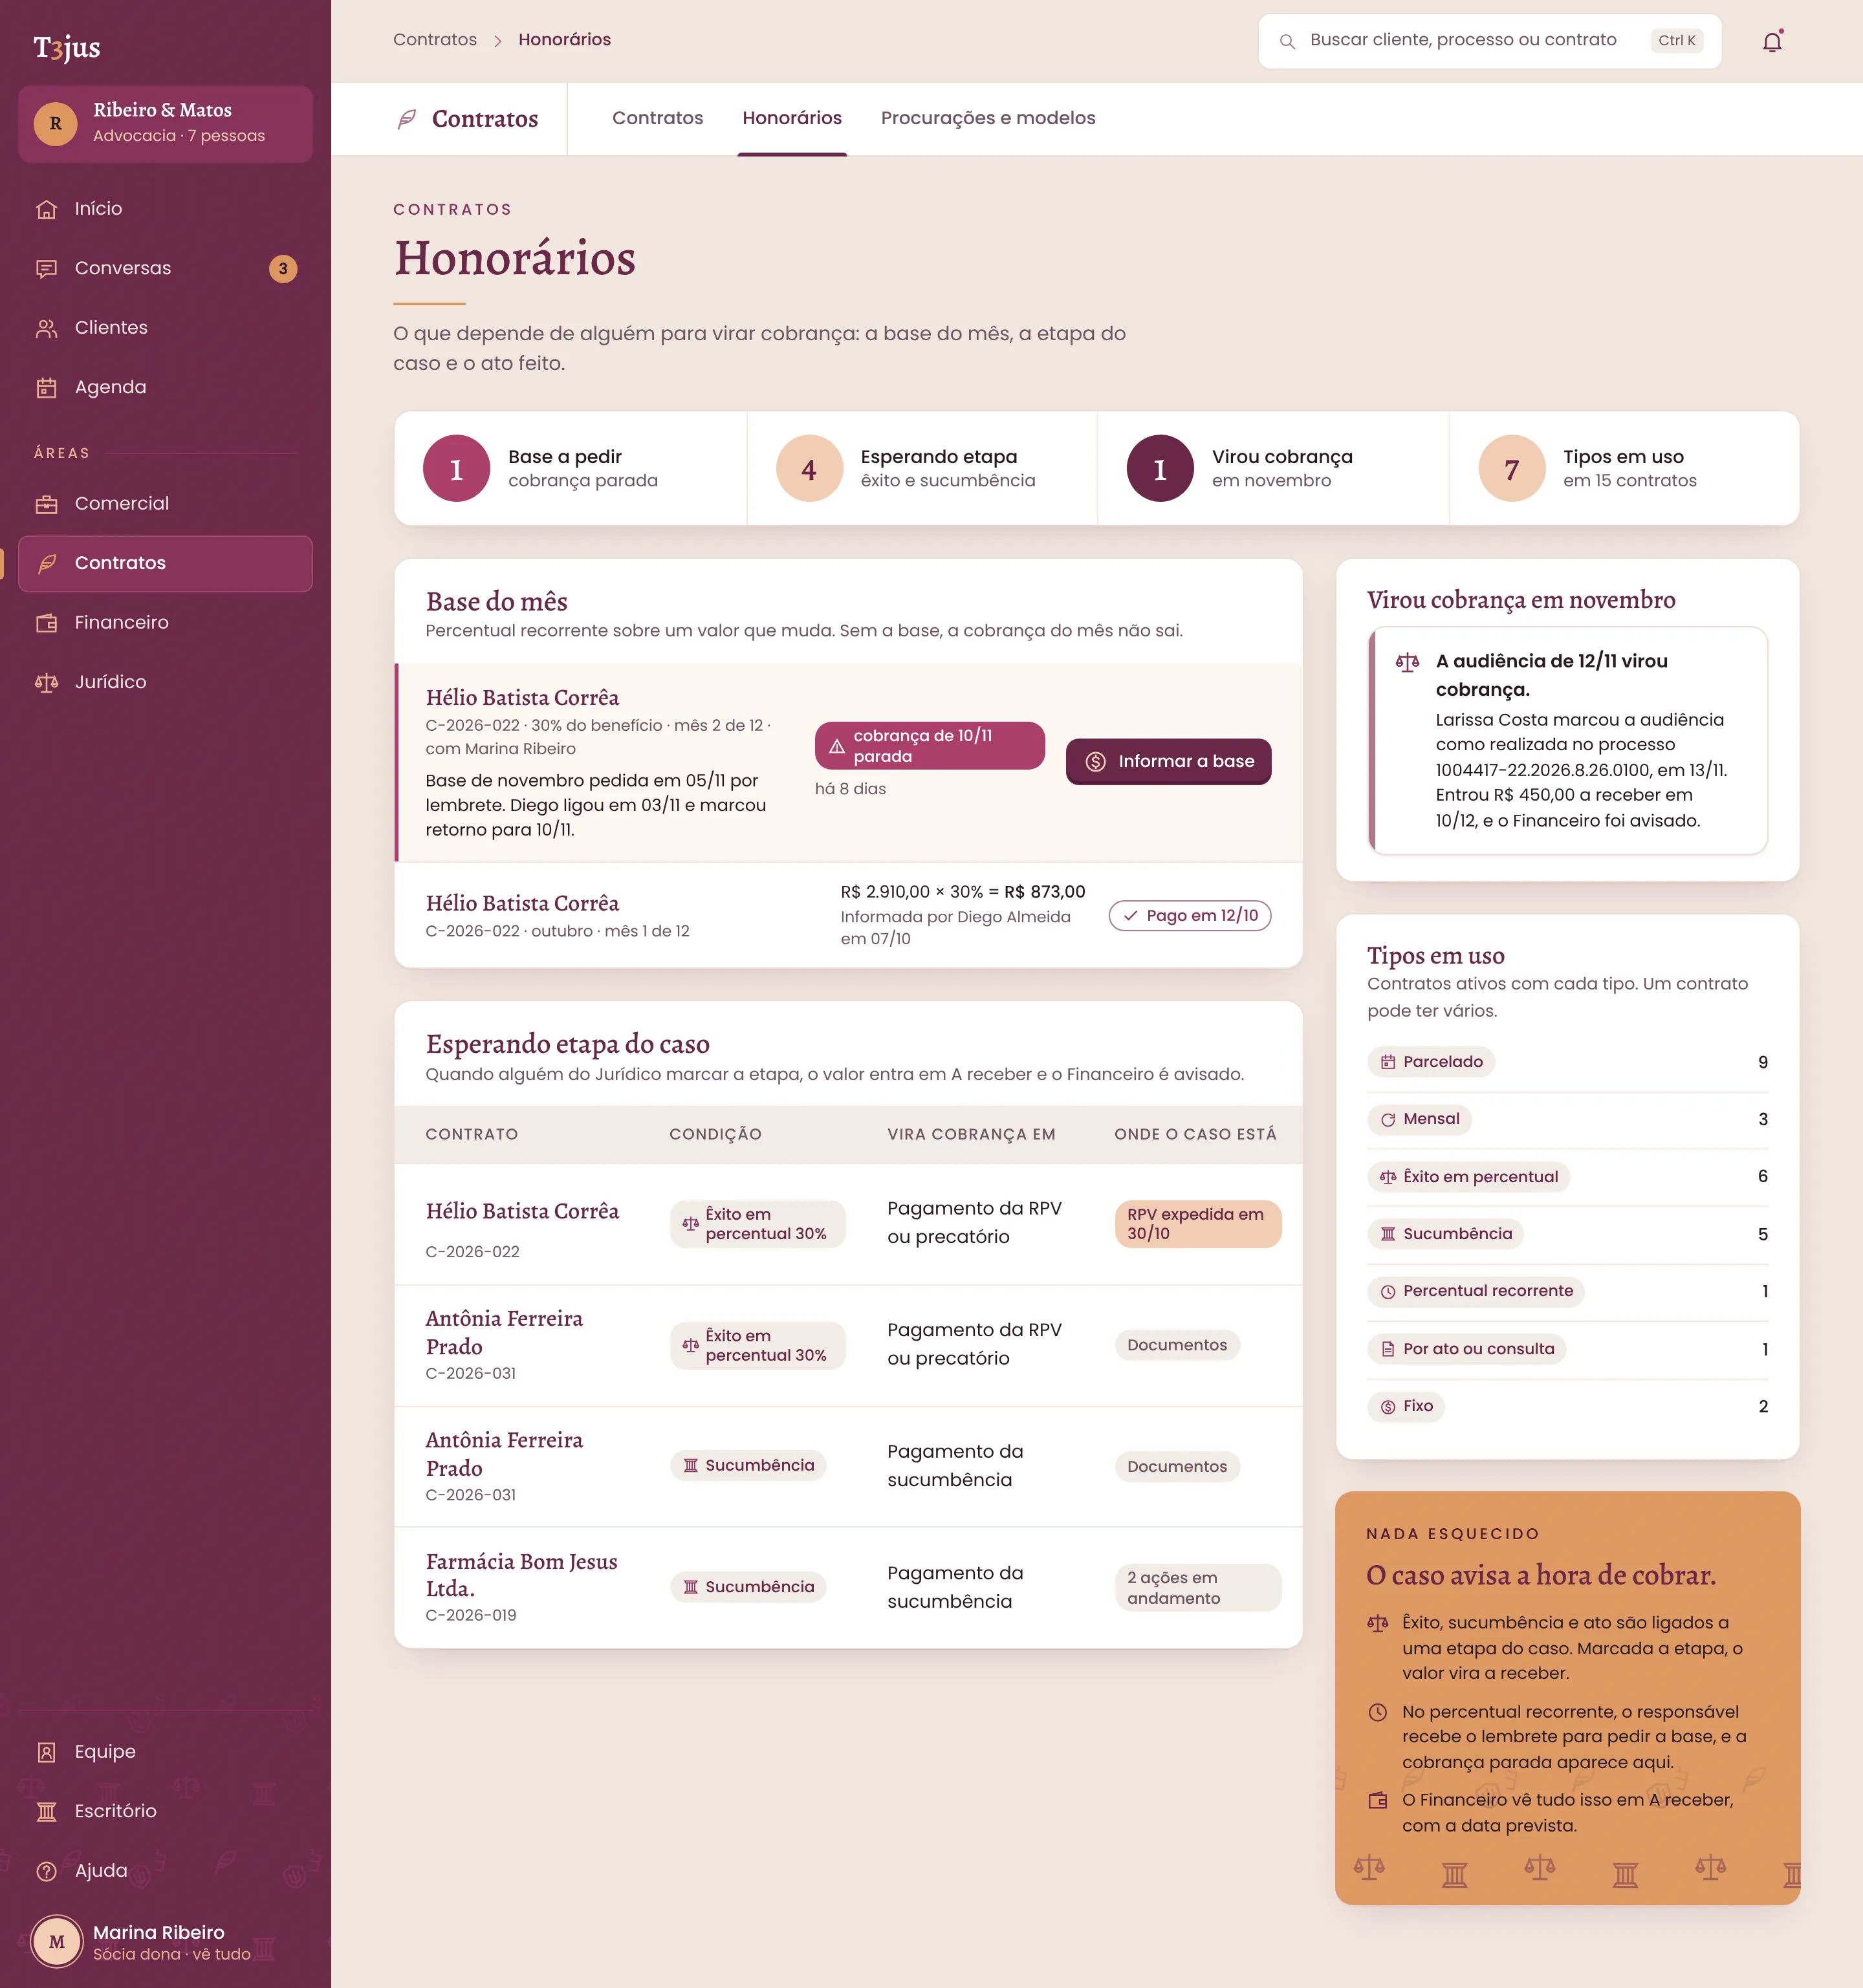 T3jus
R
Ribeiro & Matos
Advocacia · 7 pessoas
Início
Conversas
3
Clientes
Agenda
ÁREAS
Comercial
Contratos
Financeiro
Jurídico
Equipe
Escritório
Ajuda
M
Marina Ribeiro
Sócia dona · vê tudo
Contratos
Honorários
Buscar cliente, processo ou contrato
Ctrl K
Contratos
Contratos
Honorários
Procurações e modelos
CONTRATOS
Honorários
O que depende de alguém para virar cobrança: a base do mês, a etapa do
caso e o ato feito.
1
Base a pedir
cobrança parada
4
Esperando etapa
êxito e sucumbência
1
Virou cobrança
em novembro
7
Tipos em uso
em 15 contratos
Base do mês
Percentual recorrente sobre um valor que muda. Sem a base, a cobrança do mês não sai.
Hélio Batista Corrêa
C-2026-022 · 30% do benefício · mês 2 de 12 ·
com Marina Ribeiro
Base de novembro pedida em 05/11 por
lembrete. Diego ligou em 03/11 e marcou
retorno para 10/11.
cobrança de 10/11
parada
há 8 dias
Informar a base
Hélio Batista Corrêa
C-2026-022 · outubro · mês 1 de 12
R$ 2.910,00 × 30% = R$ 873,00
Informada por Diego Almeida
em 07/10
Pago em 12/10
Esperando etapa do caso
Quando alguém do Jurídico marcar a etapa, o valor entra em A receber e o Financeiro é avisado.
CONTRATO
CONDIÇÃO
VIRA COBRANÇA EM
ONDE O CASO ESTÁ
Hélio Batista Corrêa
C-2026-022
Êxito em
percentual 30%
Pagamento da RPV
ou precatório
RPV expedida em
30/10
Antônia Ferreira
Prado
C-2026-031
Êxito em
percentual 30%
Pagamento da RPV
ou precatório
Documentos
Antônia Ferreira
Prado
C-2026-031
Sucumbência
Pagamento da
sucumbência
Documentos
Farmácia Bom Jesus
Ltda.
C-2026-019
Sucumbência
Pagamento da
sucumbência
2 ações em
andamento
Virou cobrança em novembro
A audiência de 12/11 virou
cobrança.
Larissa Costa marcou a audiência
como realizada no processo
1004417-22.2026.8.26.0100, em 13/11.
Entrou R$ 450,00 a receber em
10/12, e o Financeiro foi avisado.
Tipos em uso
Contratos ativos com cada tipo. Um contrato
pode ter vários.
Parcelado
9
Mensal
3
Êxito em percentual
6
Sucumbência
5
Percentual recorrente
1
Por ato ou consulta
1
Fixo
2
NADA ESQUECIDO
O caso avisa a hora de cobrar.
Êxito, sucumbência e ato são ligados a
uma etapa do caso. Marcada a etapa, o
valor vira a receber.
No percentual recorrente, o responsável
recebe o lembrete para pedir a base, e a
cobrança parada aparece aqui.
O Financeiro vê tudo isso em A receber,
com a data prevista.